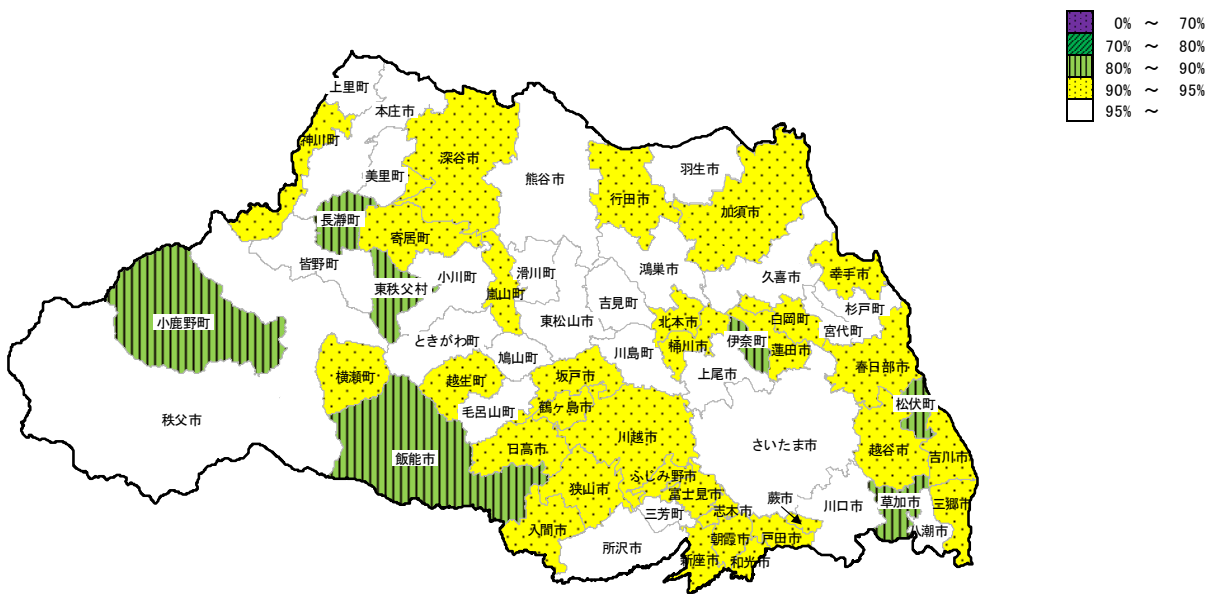 0% ～ 70%
70% ～ 80%
80% ～ 90%
90% ～ 95%
95% ～
上里町
本庄市
神川町
深谷市
美里町
熊谷市
羽生市
行田市
加須市
長瀞町
寄居町
皆野町
小川町
滑川町
鴻巣市
久喜市
幸手市
東秩父村
嵐山町
吉見町
杉戸町
小鹿野町
東松山市
北本市
白岡町
宮代町
ときがわ町
桶川市
伊奈町
蓮田市
鳩山町
川島町
春日部市
横瀬町
越生町
坂戸市
上尾市
毛呂山町
鶴ヶ島市
松伏町
秩父市
川越市
さいたま市
日高市
越谷市
吉川市
飯能市
ふじみ野市
狭山市
富士見市
蕨市
川口市
草加市
三郷市
三芳町
志木市
入間市
朝霞市
戸田市
八潮市
所沢市
新座市
和光市